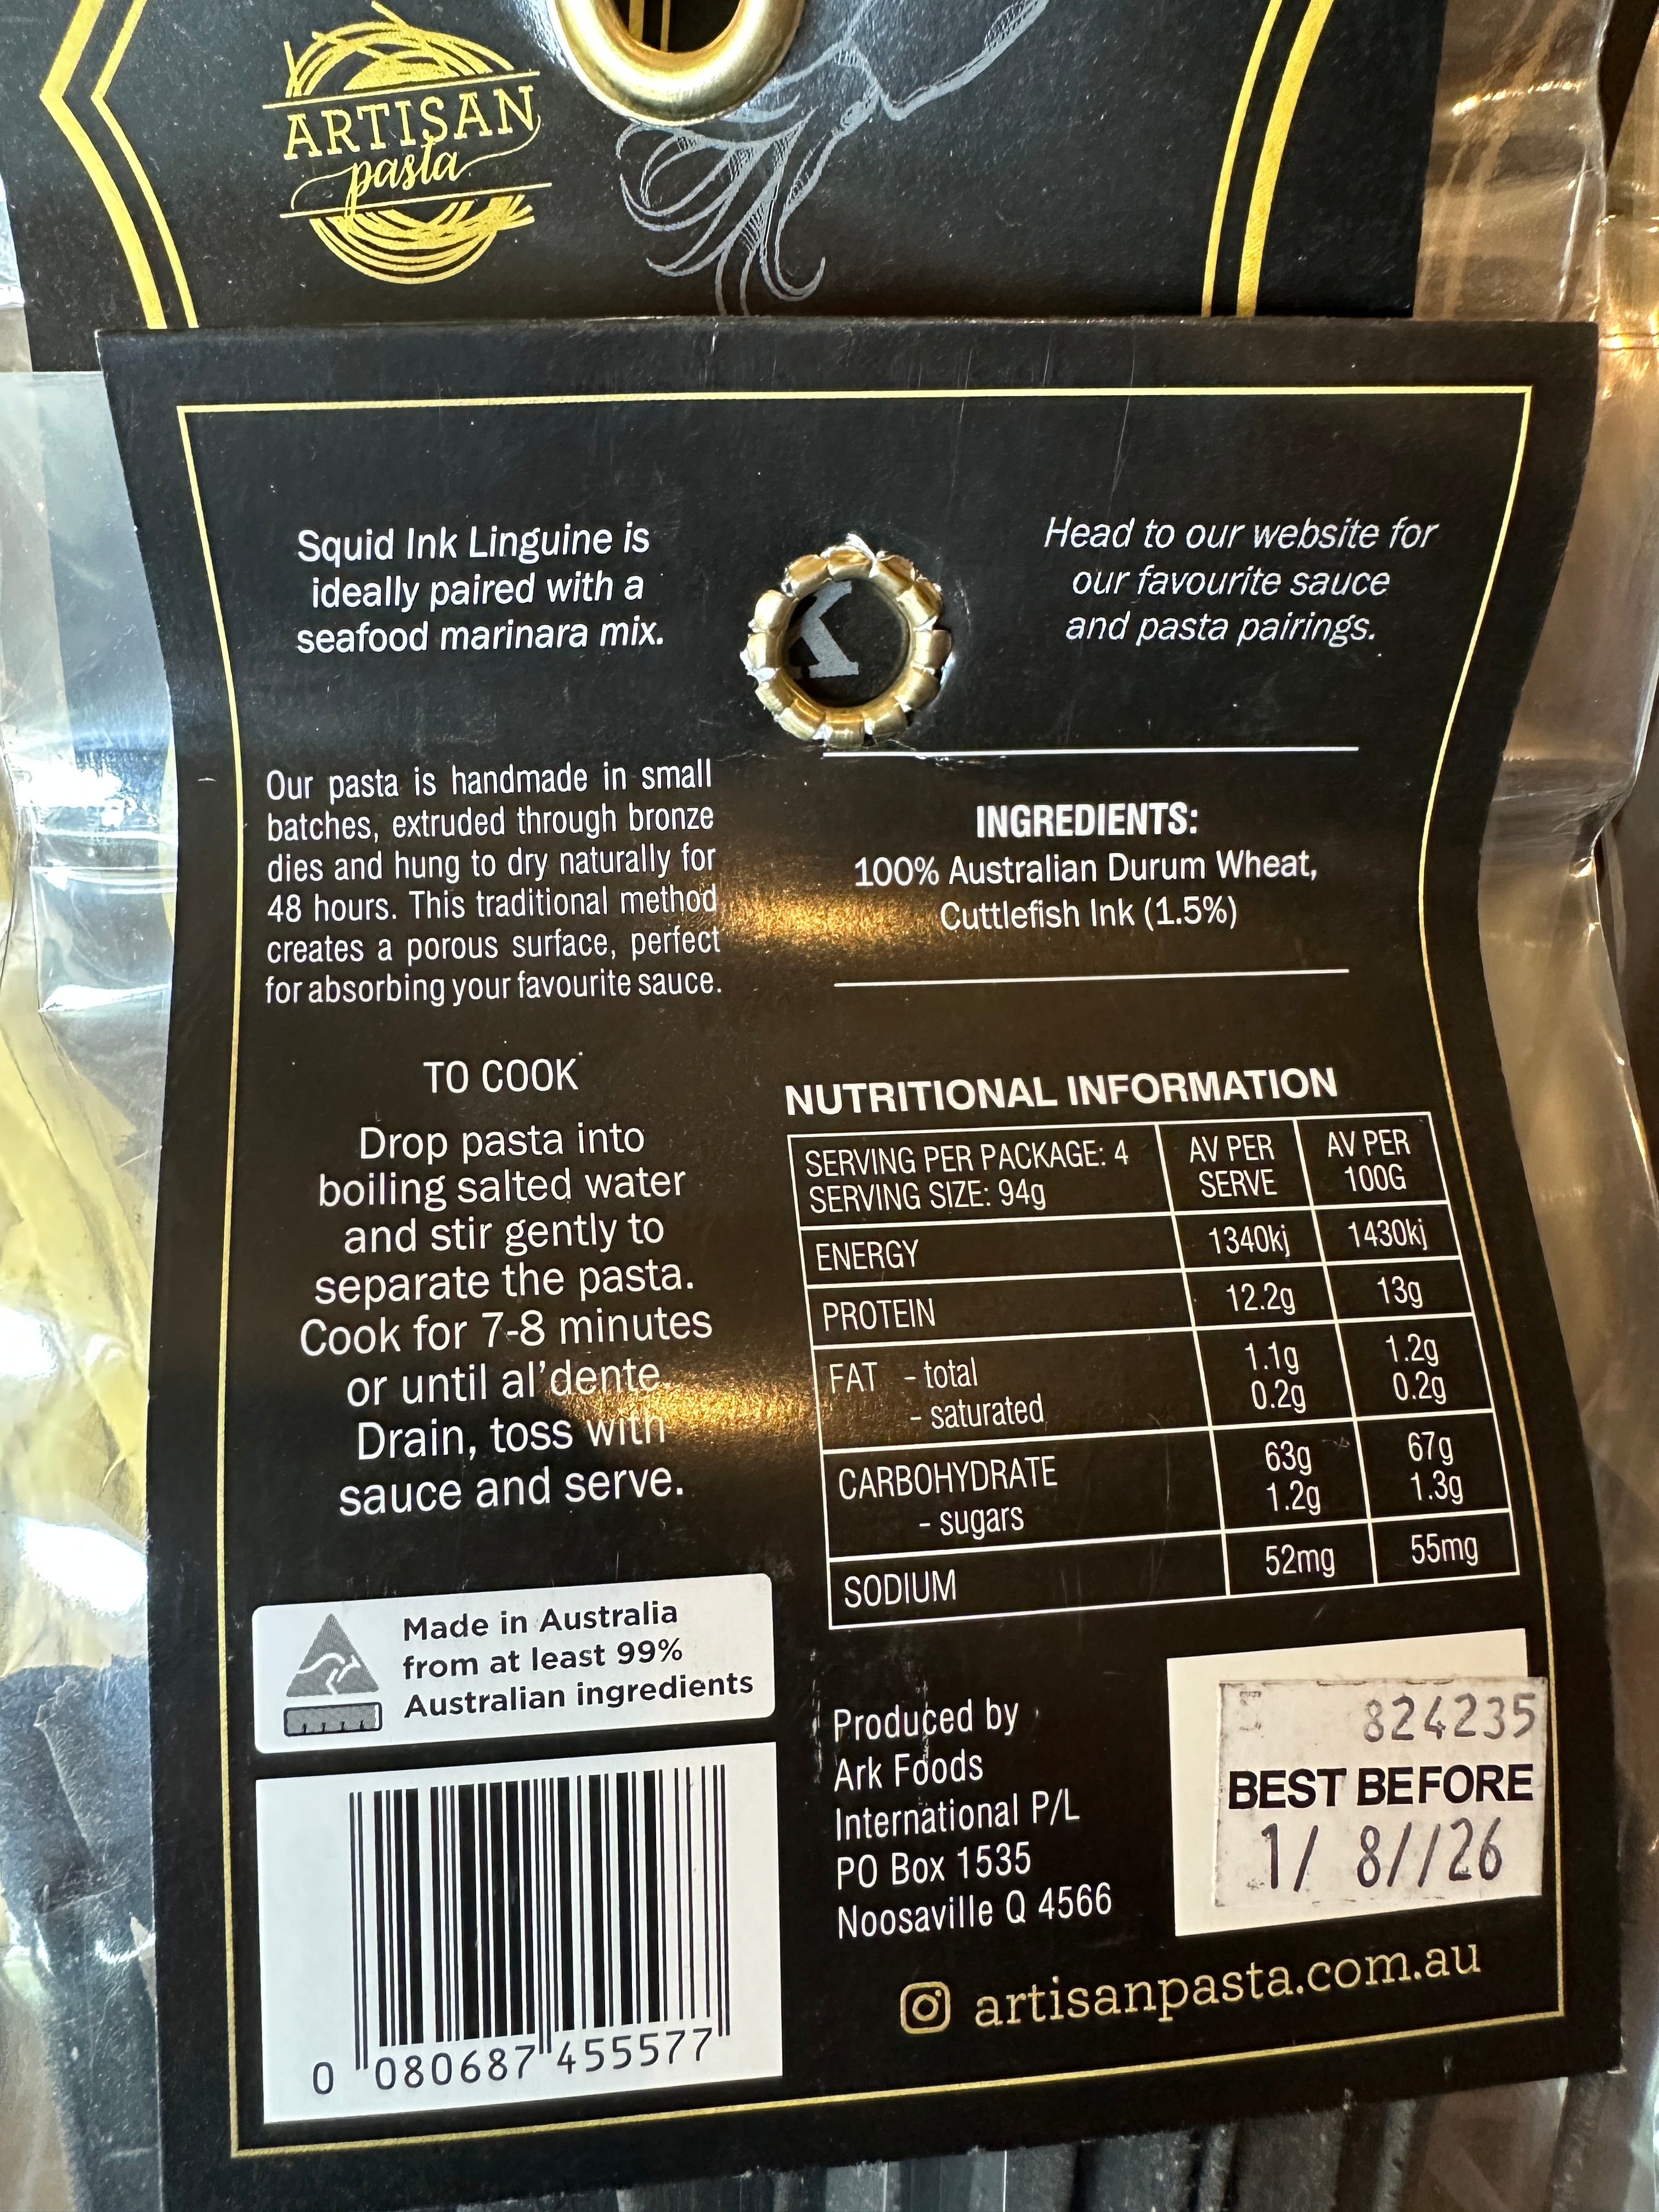 ARTISAN
pasta
Squid Ink Linguine is
ideally paired with a
seafood marinara mix.
K
Head to our website for
our favourite sauce
and pasta pairings.
Our pasta is handmade in small
batches, extruded through bronze
dies and hung to dry naturally for
48 hours. This traditional method
creates a porous surface, perfect
for absorbing your favourite sauce.
TO COOK
Drop pasta into
boiling salted water
and stir gently to
separate the pasta.
Cook for 7-8 minutes
or until al'dente.
Drain, toss with
sauce and serve.
INGREDIENTS:
100% Australian Durum Wheat,
Cuttlefish Ink (1.5%)
NUTRITIONAL INFORMATION
SERVING PER PACKAGE: 4
SERVING SIZE: 94g
AV PER
SERVE
AV PER
100G
ENERGY 1340kj 1430kj
PROTEIN 12.2g 13g
FAT - total 1.1g 1.2g
- saturated 0.2g 0.2g
CARBOHYDRATE 63g 67g
- sugars 1.2g 1.3g
SODIUM 52mg 55mg
Made in Australia
from at least 99%
Australian ingredients
0 080687 455577
Produced by
Ark Foods
International P/L
PO Box 1535
Noosaville Q 4566
824235
BEST BEFORE
1/ 8//26
artisanpasta.com.au